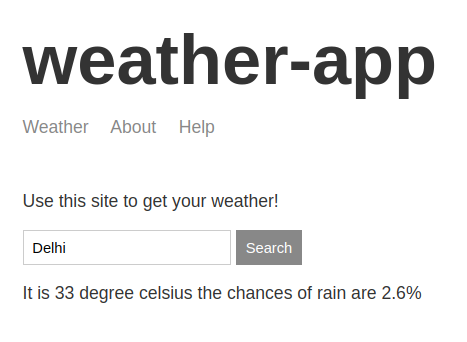 weather-app
Weather About Help
Use this site to get your weather!
Delhi Search
It is 33 degree celsius the chances of rain are 2.6%